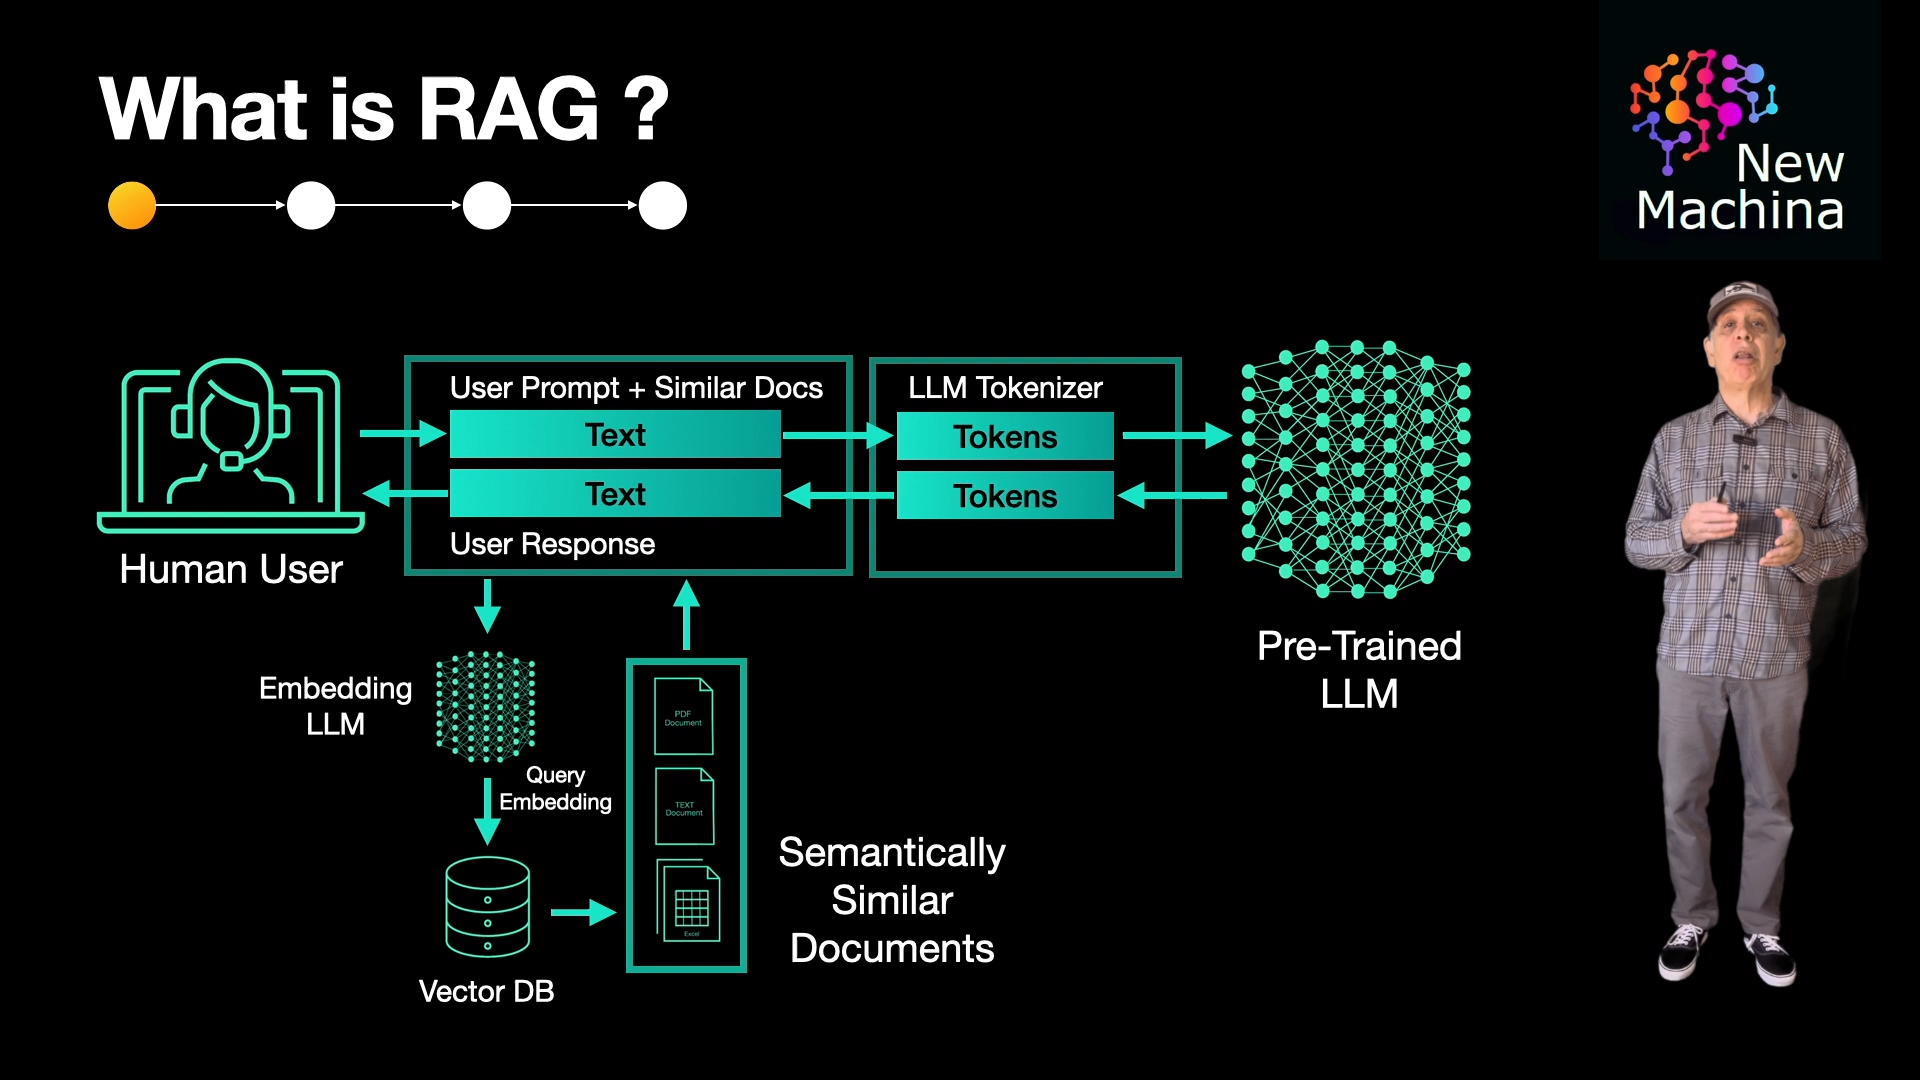 What is RAG ?
New
Machina
User Prompt + Similar Docs
Text
Text
User Response
LLM Tokenizer
Tokens
Tokens
Human User
Pre-Trained
LLM
Embedding
LLM
Query
Embedding
Vector DB
PDF
Document
TEXT
Document
Excel
Semantically
Similar
Documents